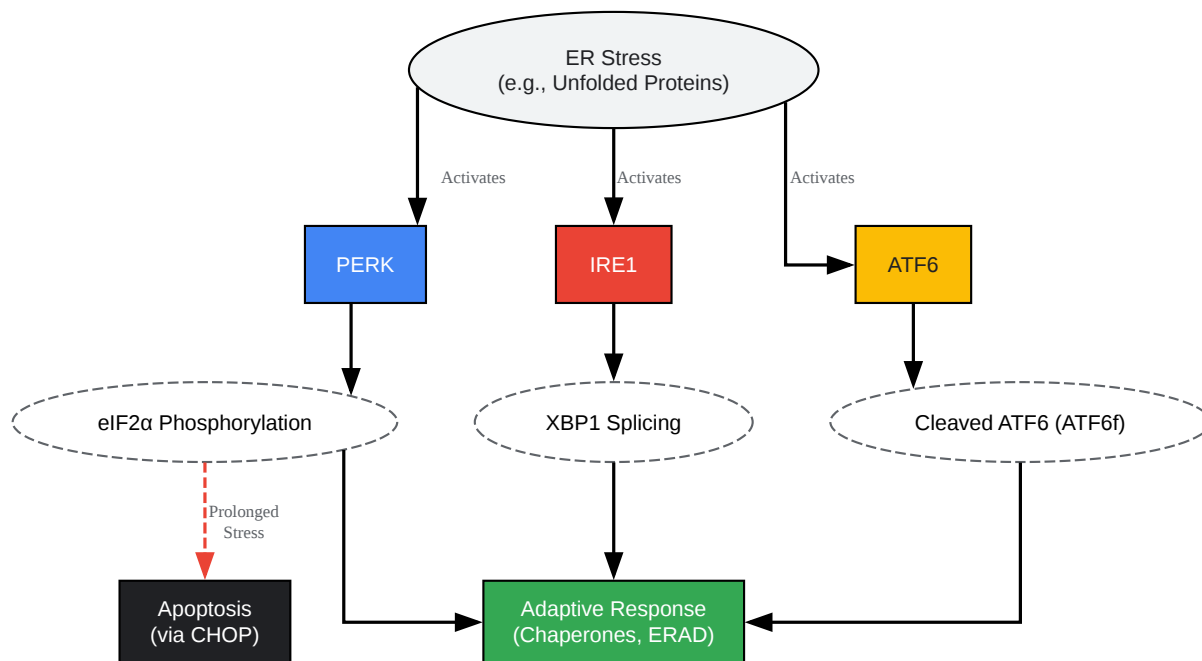 ER Stress
(e.g., Unfolded Proteins)
Activates
Activates
Activates
PERK
IRE1
ATF6
eIF2α Phosphorylation
XBP1 Splicing
Cleaved ATF6 (ATF6f)
Prolonged
Stress
Apoptosis
(via CHOP)
Adaptive Response
(Chaperones, ERAD)